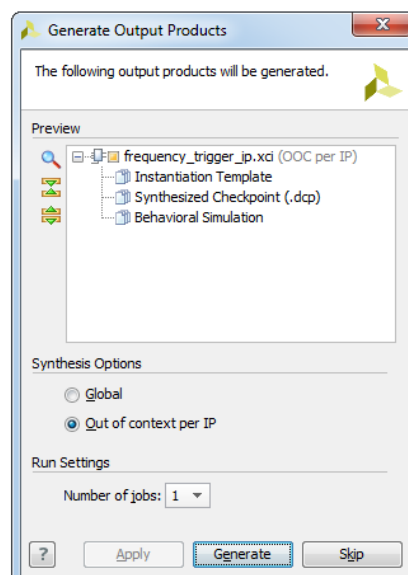 Generate Output Products
X
The following output products will be generated.
Preview
frequency_trigger_ip.xci (OOC per IP)
Instantiation Template
Synthesized Checkpoint (.dcp)
Behavioral Simulation
Synthesis Options
Global
Out of context per IP
Run Settings
Number of jobs: 1
? Apply Generate Skip